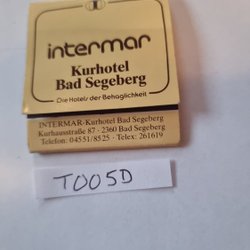 intermar
Kurhotel
Bad Segeberg
Die Hotels der Behaglichkeit
INTERMAR-Kurhotel Bad Segeberg
Kurhausstraße 87 - 2360 Bad Segeberg
Telefon: 04551/8525 · Telex: 261619
TOO5D